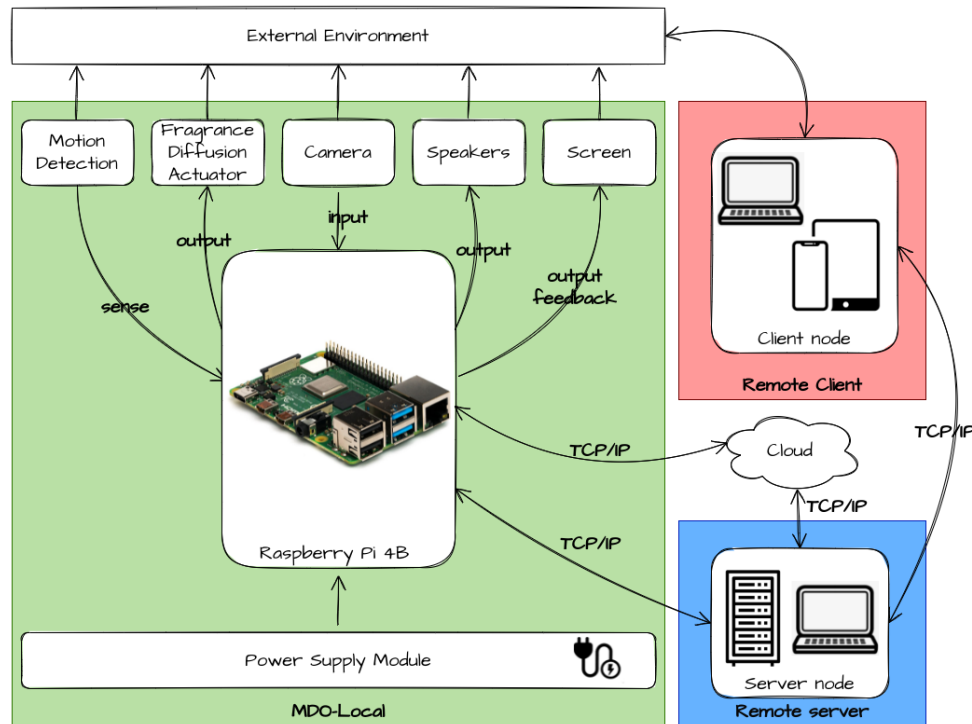 External Environment
Motion
Detection
Fragrance
Diffusion
Actuator
Camera
Speakers
Screen
input
output
output
output
feedback
sense
Client node
Remote Client
TCP/IP
TCP/IP
Cloud
TCP/IP
TCP/IP
Raspberry Pi 4B
Power Supply Module
Server node
MDO-Local
Remote server